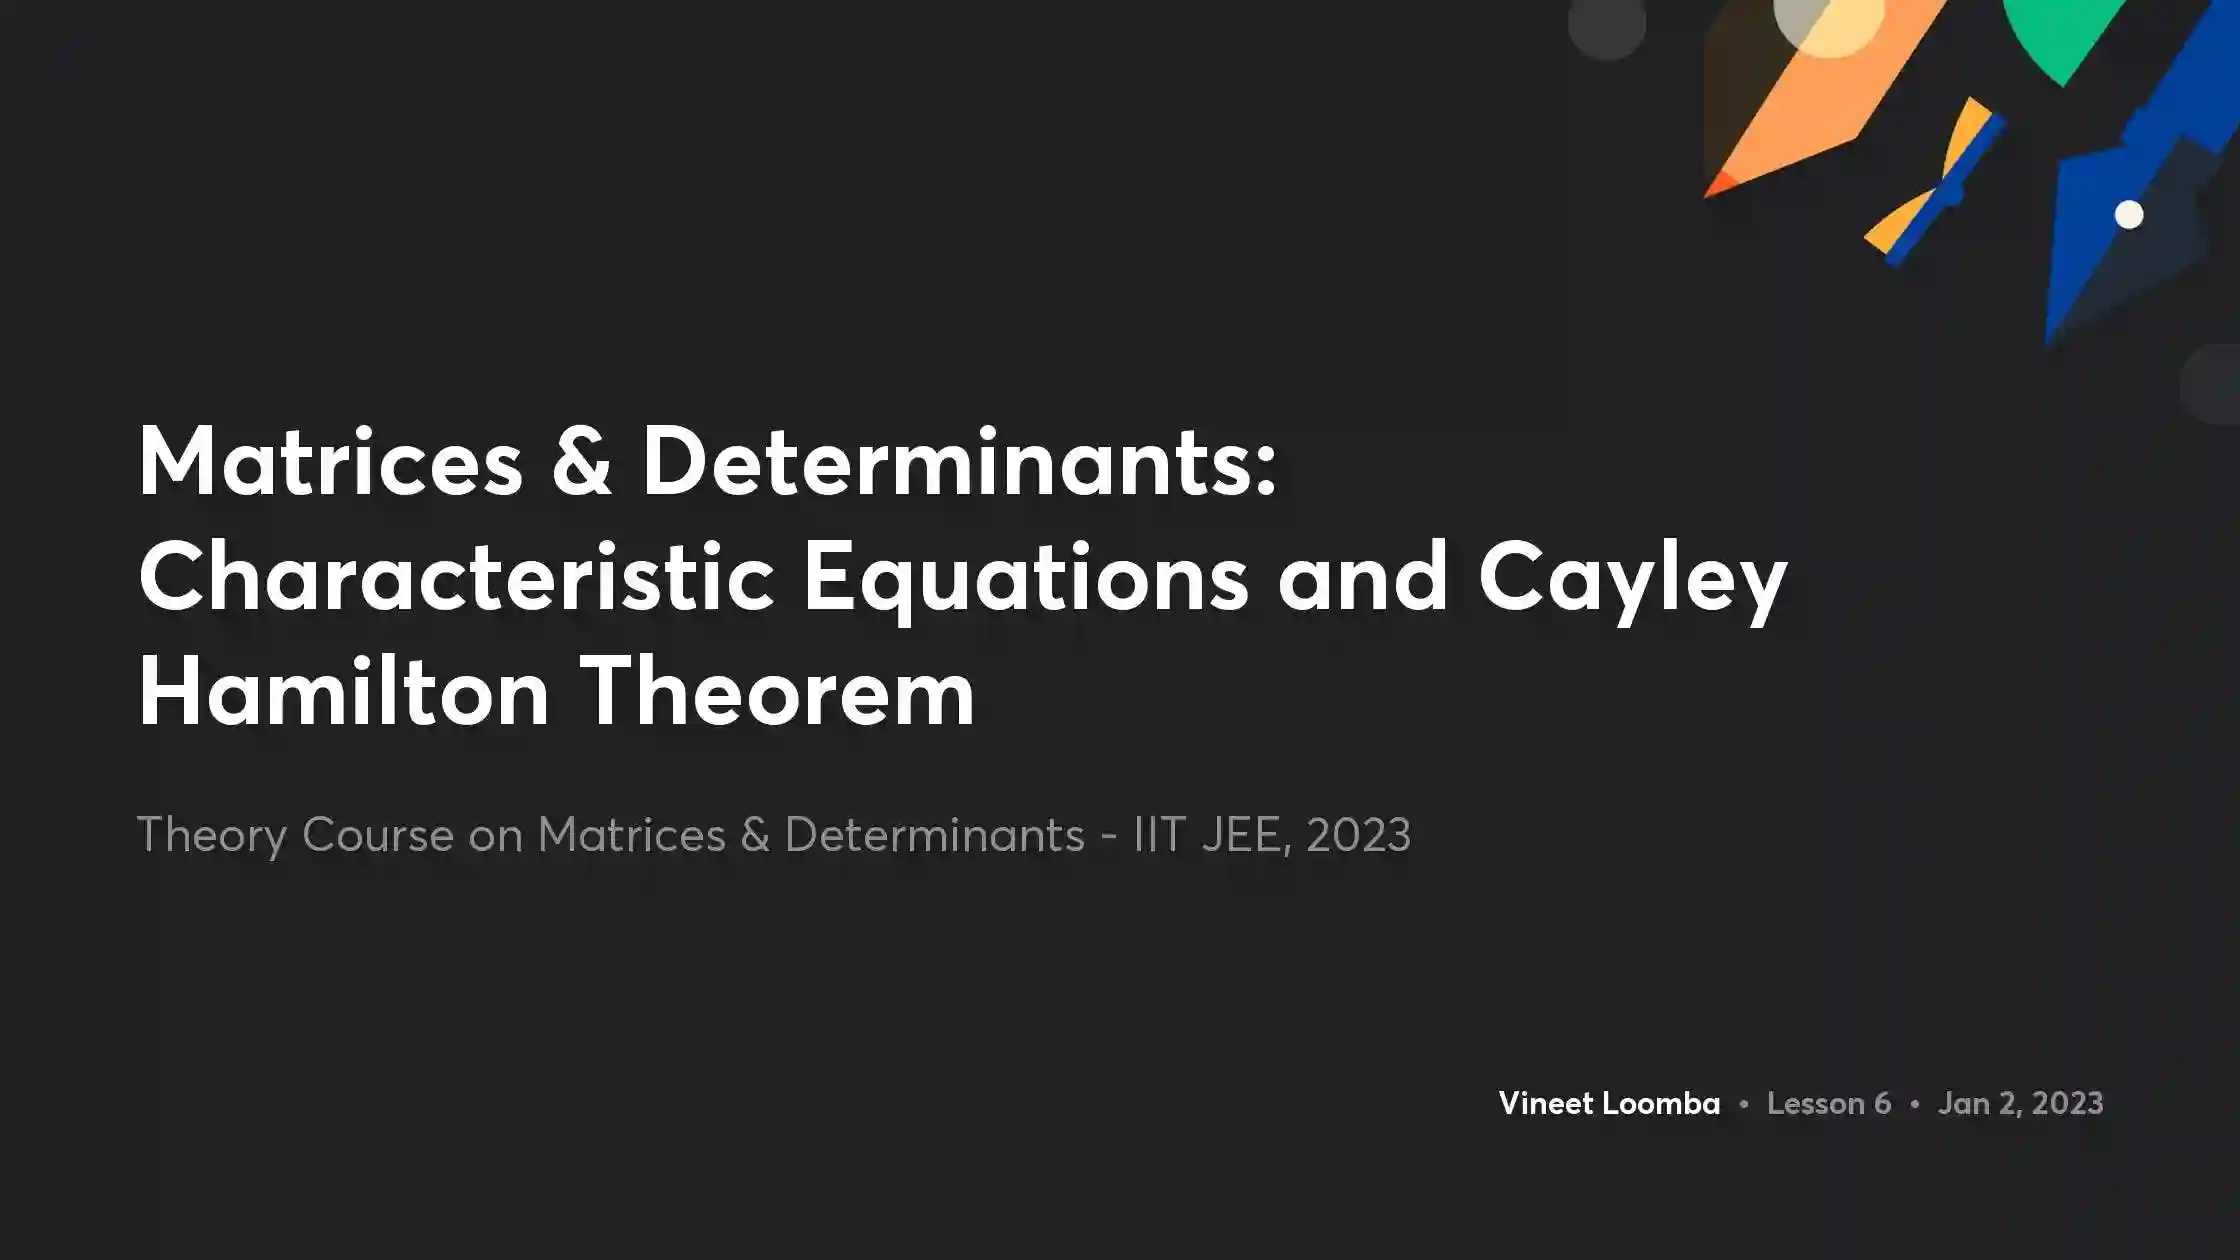 Matrices & Determinants:
Characteristic Equations and Cayley
Hamilton Theorem
Theory Course on Matrices & Determinants - IIT JEE, 2023
Vineet Loomba • Lesson 6 • Jan 2, 2023